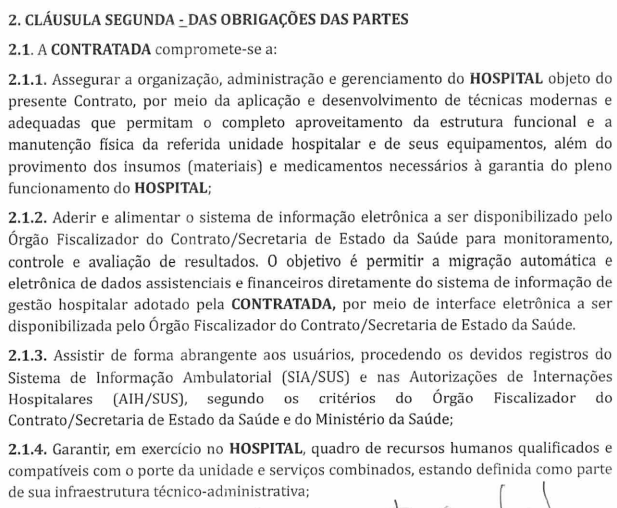 2. CLÁUSULA SEGUNDA - DAS OBRIGAÇÕES DAS PARTES
2.1. A CONTRATADA compromete-se a:
2.1.1. Assegurar a organização, administração e gerenciamento do HOSPITAL objeto do
presente Contrato, por meio da aplicação e desenvolvimento de técnicas modernas e
adequadas que permitam o completo aproveitamento da estrutura funcional e a
manutenção física da referida unidade hospitalar e de seus equipamentos, além do
provimento dos insumos (materiais) e medicamentos necessários à garantia do pleno
funcionamento do HOSPITAL;
2.1.2. Aderir e alimentar o sistema de informação eletrônica a ser disponibilizado pelo
Órgão Fiscalizador do Contrato/Secretaria de Estado da Saúde para monitoramento,
controle e avaliação de resultados. O objetivo é permitir a migração automática e
eletrônica de dados assistenciais e financeiros diretamente do sistema de informação de
gestão hospitalar adotado pela CONTRATADA, por meio de interface eletrônica a ser
disponibilizada pelo Órgão Fiscalizador do Contrato/Secretaria de Estado da Saúde.
2.1.3. Assistir de forma abrangente aos usuários, procedendo os devidos registros do
Sistema de Informação Ambulatorial (SIA/SUS) e nas Autorizações de Internações
Hospitalares (AIH/SUS), segundo os critérios do Órgão Fiscalizador do
Contrato/Secretaria de Estado da Saúde e do Ministério da Saúde;
2.1.4. Garantir, em exercício no HOSPITAL, quadro de recursos humanos qualificados e
compatíveis com o porte da unidade e serviços combinados, estando definida como parte
de sua infraestrutura técnico-administrativa;